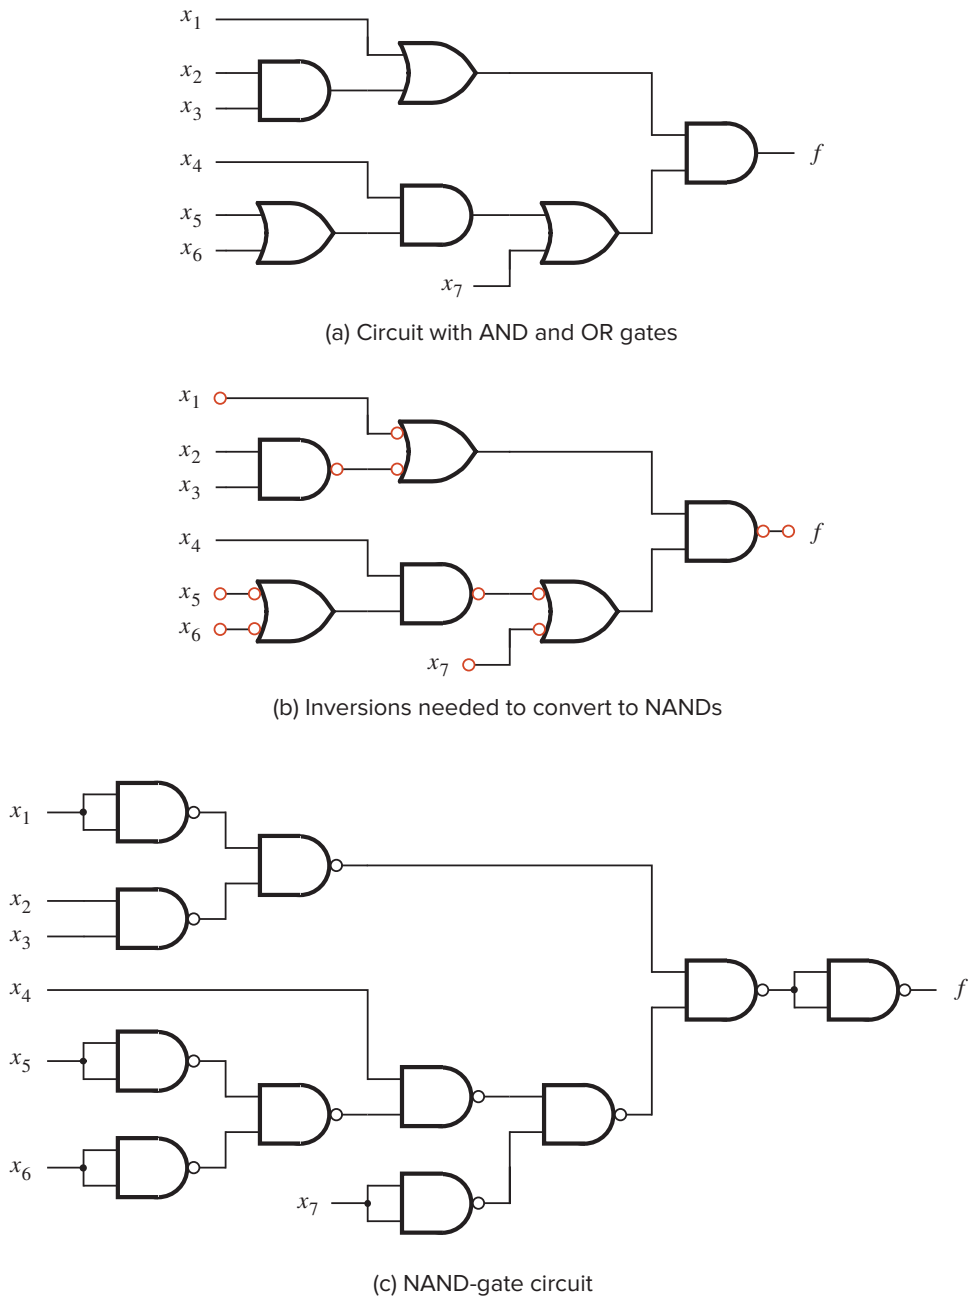 x1
x2
x3
x4
x5
x6
x7
f
(a) Circuit with AND and OR gates
x1
x2
x3
x4
x5
x6
x7
f
(b) Inversions needed to convert to NANDs
x1
x2
x3
x4
x5
x6
x7
f
(c) NAND-gate circuit